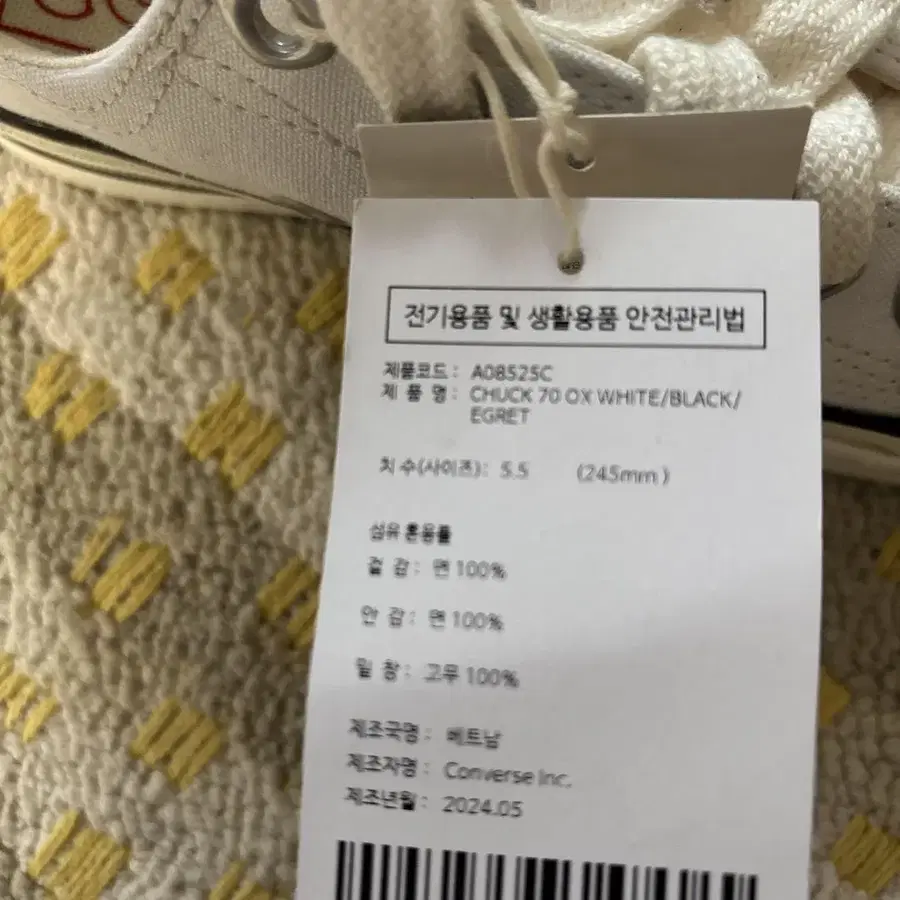 전기용품 및 생활용품 안전관리법
제품코드 : A08525C
제 품 명 : CHUCK 70 OX WHITE/BLACK/
EGRET
치 수(사이즈) : 5.5 (245mm)
섬유 혼용률
겉 감 : 면 100%
안 감 : 면 100%
밑 창 : 고무 100%
제조국명 : 베트남
제조자명 : Converse Inc.
제조년월 : 2024.05